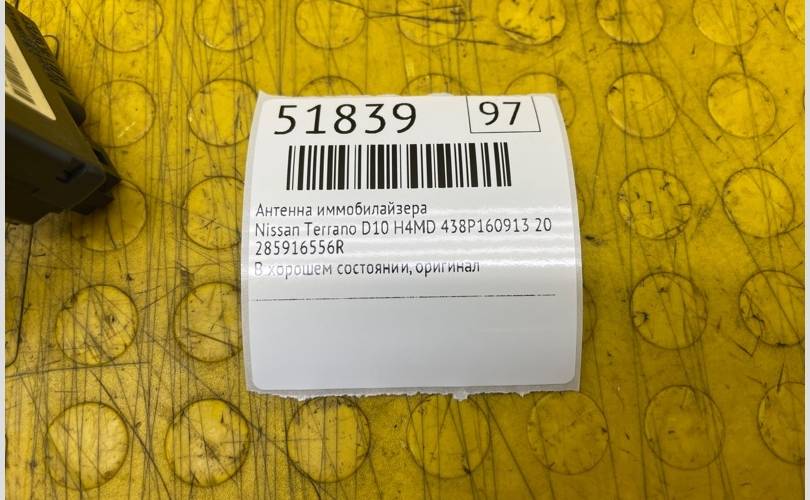 51839 97
Антенна иммобилайзера
Nissan Terrano D10 H4MD 438P160913 20
285916556R
В хорошем состоянии, оригинал